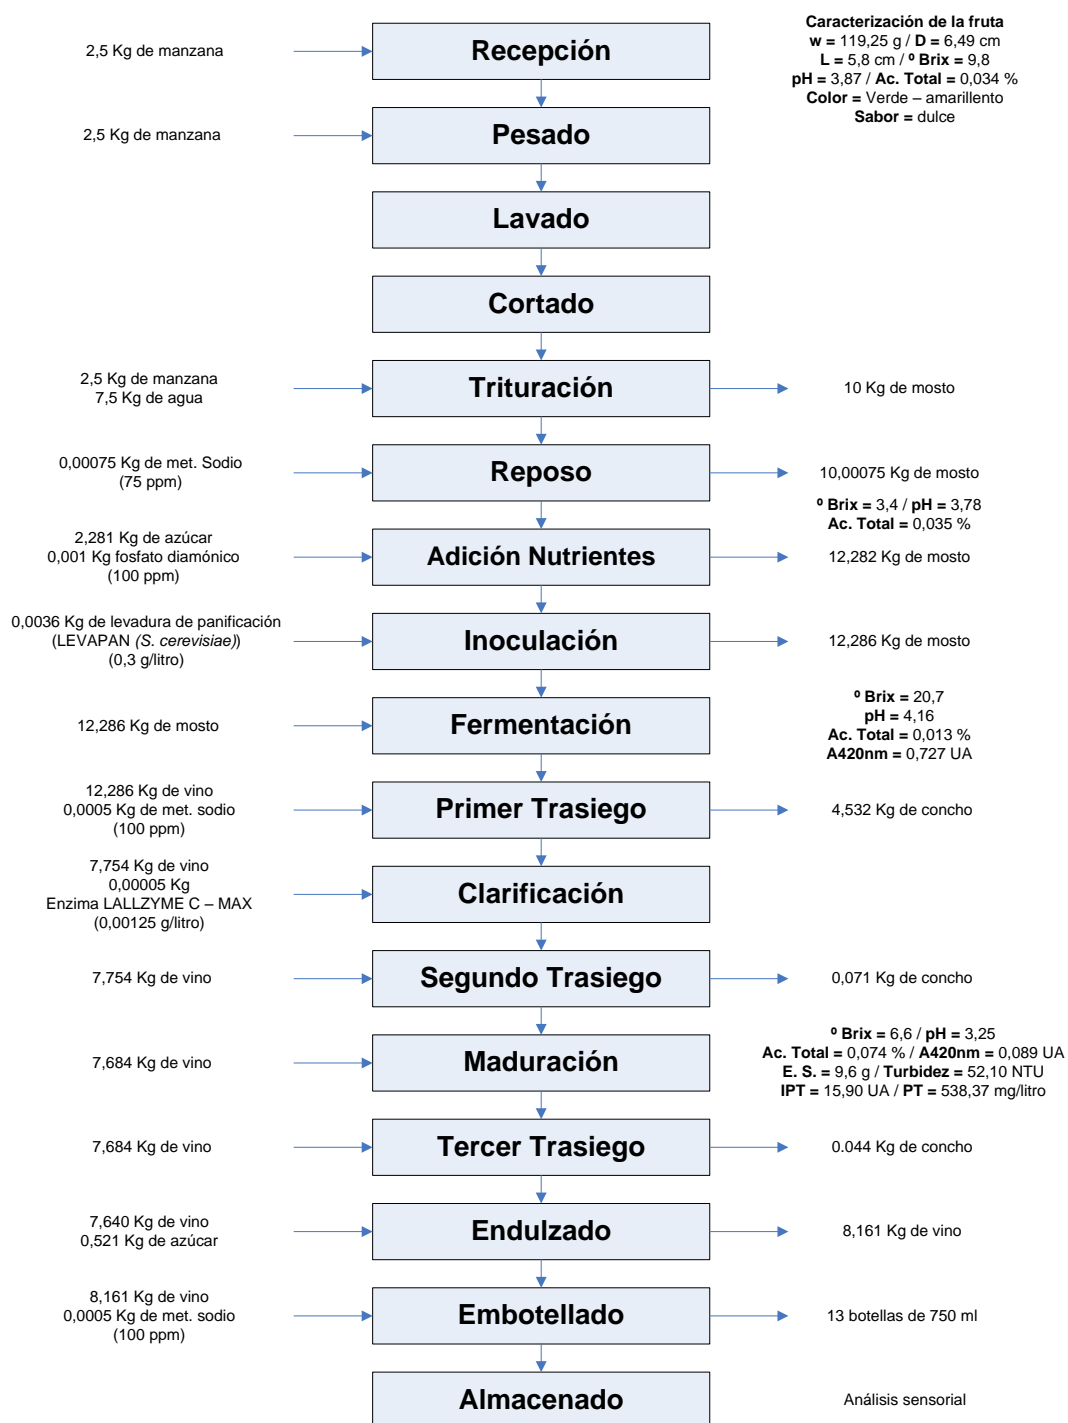 Caracterización de la fruta
w = 119,25 g / D = 6,49 cm
L = 5,8 cm / º Brix = 9,8
pH = 3,87 / Ac. Total = 0,034 %
Color = Verde – amarillento
Sabor = dulce
2,5 Kg de manzana
Recepción
2,5 Kg de manzana
Pesado
Lavado
Cortado
2,5 Kg de manzana
7,5 Kg de agua
Trituración
10 Kg de mosto
0,00075 Kg de met. Sodio
(75 ppm)
Reposo
10,00075 Kg de mosto
º Brix = 3,4 / pH = 3,78
Ac. Total = 0,035 %
2,281 Kg de azúcar
0,001 Kg fosfato diamónico
(100 ppm)
Adición Nutrientes
12,282 Kg de mosto
0,0036 Kg de levadura de panificación
(LEVAPAN (S. cerevisiae))
(0,3 g/litro)
Inoculación
12,286 Kg de mosto
12,286 Kg de mosto
Fermentación
º Brix = 20,7
pH = 4,16
Ac. Total = 0,013 %
A420nm = 0,727 UA
12,286 Kg de vino
0,0005 Kg de met. sodio
(100 ppm)
Primer Trasiego
4,532 Kg de concho
7,754 Kg de vino
0,00005 Kg
Enzima LALLZYME C – MAX
(0,00125 g/litro)
Clarificación
7,754 Kg de vino
Segundo Trasiego
0,071 Kg de concho
7,684 Kg de vino
Maduración
º Brix = 6,6 / pH = 3,25
Ac. Total = 0,074 % / A420nm = 0,089 UA
E. S. = 9,6 g / Turbidez = 52,10 NTU
IPT = 15,90 UA / PT = 538,37 mg/litro
7,684 Kg de vino
Tercer Trasiego
0.044 Kg de concho
7,640 Kg de vino
0,521 Kg de azúcar
Endulzado
8,161 Kg de vino
8,161 Kg de vino
0,0005 Kg de met. sodio
(100 ppm)
Embotellado
13 botellas de 750 ml
Almacenado
Análisis sensorial